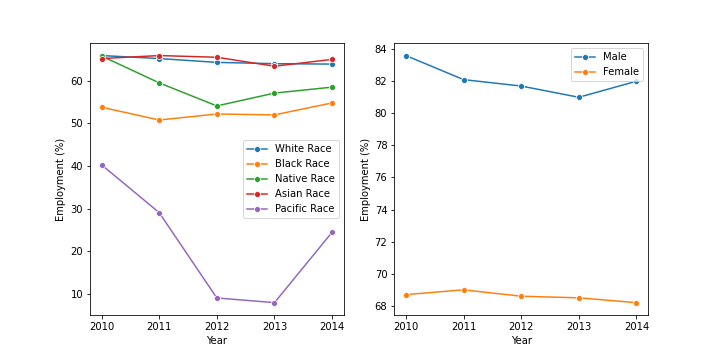 Employment (%)
60
50
40
30
20
10
2010 2011 2012 2013 2014
Year
White Race
Black Race
Native Race
Asian Race
Pacific Race
Employment (%)
84
82
80
78
76
74
72
70
68
2010 2011 2012 2013 2014
Year
Male
Female